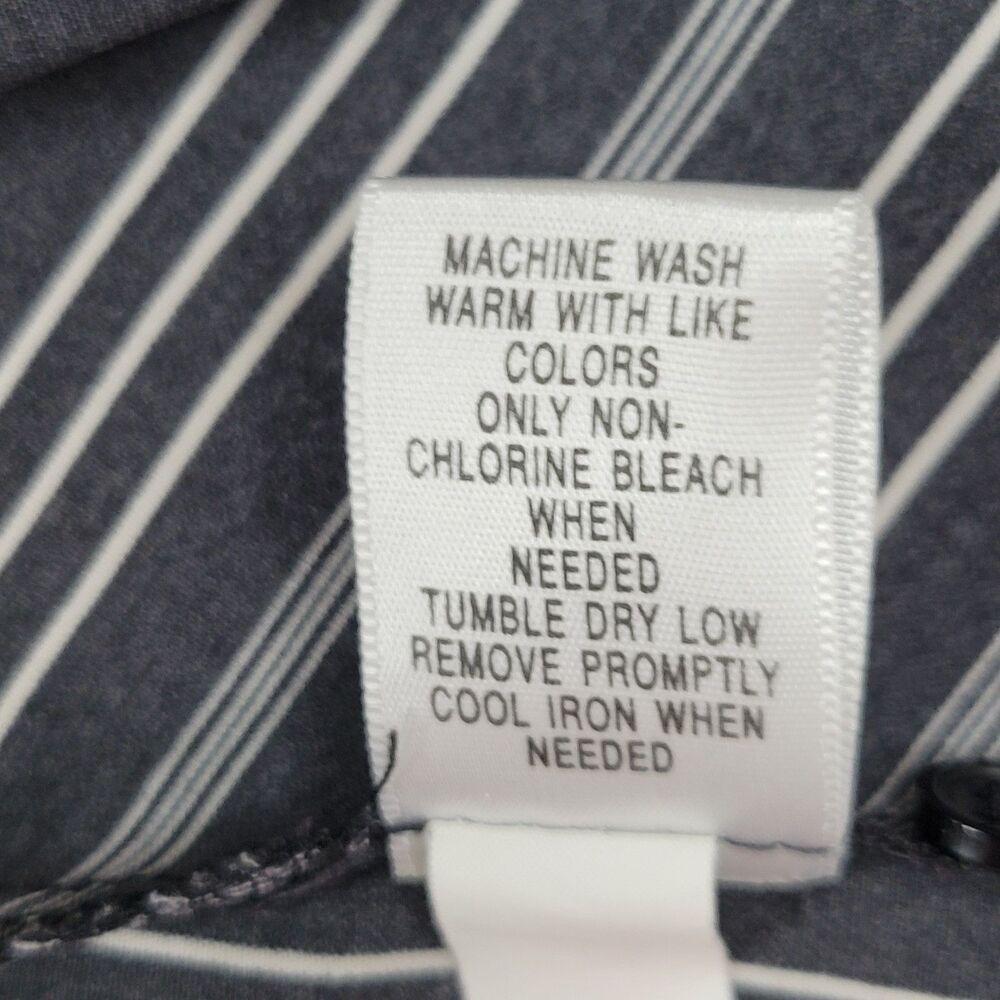 MACHINE WASH
WARM WITH LIKE
COLORS
ONLY NON-
CHLORINE BLEACH
WHEN
NEEDED
TUMBLE DRY LOW
REMOVE PROMPTLY
COOL IRON WHEN
NEEDED